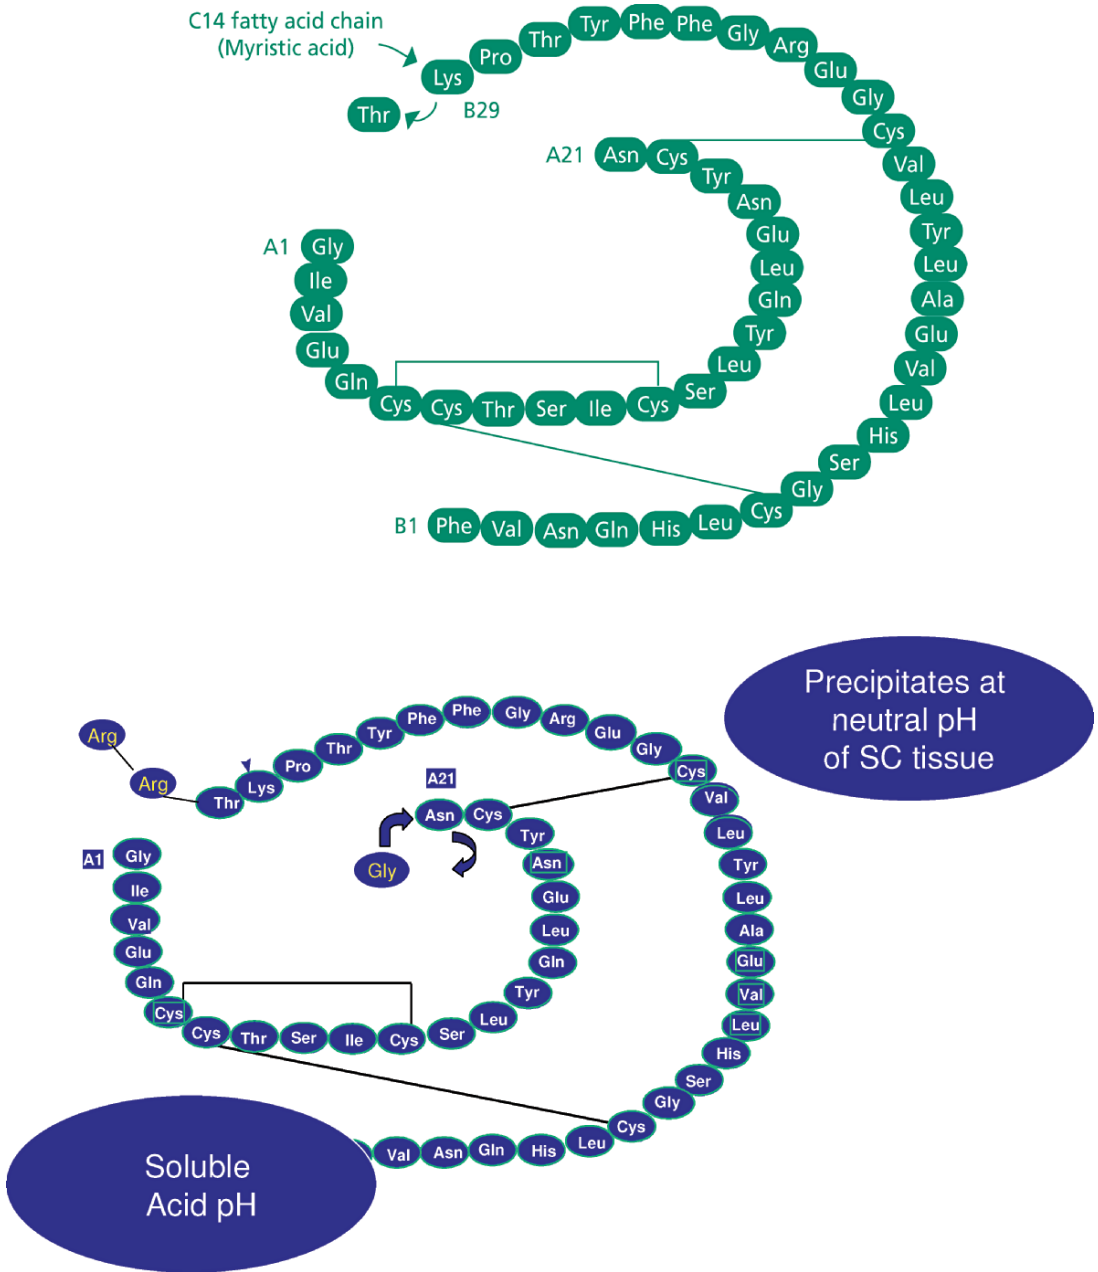 C14 fatty acid chain
(Myristic acid)
Thr
Lys
B29
Pro
Thr
Tyr
Phe
Phe
Gly
Arg
Glu
Gly
Cys
Val
Leu
Tyr
Leu
Ala
Glu
Val
Leu
His
Ser
Gly
Cys
Leu
His
Gln
Asn
Val
Phe
B1
A21
Asn
Cys
Tyr
Asn
Glu
Leu
Gln
Tyr
Leu
Ser
Cys
Ile
Ser
Thr
Cys
Cys
Gln
Glu
Val
Ile
Gly
A1
Precipitates at
neutral pH
of SC tissue
Arg
Arg
Thr
Lys
Pro
Thr
Tyr
Phe
Phe
Gly
Arg
Glu
Gly
Cys
Val
Leu
Tyr
Leu
Ala
Glu
Val
Leu
His
Ser
Gly
Cys
Leu
His
Gln
Asn
Val
A21
Asn
Cys
Tyr
Asn
Glu
Leu
Gln
Tyr
Leu
Ser
Cys
Ile
Ser
Thr
Cys
Cys
Gln
Glu
Val
Ile
Gly
A1
Gly
Soluble
Acid pH